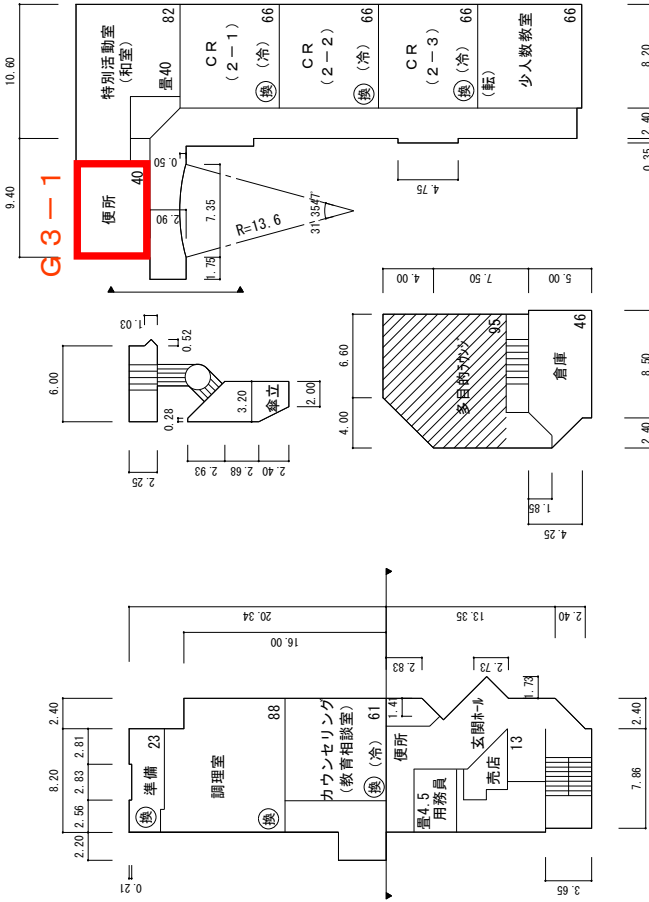 10.60
9.40
G3-1
特別活動室
(和室)
82
畳40
CR
(2-1)
66
換
(冷)
CR
(2-2)
66
換
(冷)
CR
(2-3)
66
換
(冷)
少人数教室
(転)
66
8.20
2.40
0.35
便所
40
0.50
2.90
7.35
1.75
R=13.6
31.3547°
4.75
1.03
0.52
6.00
0.28
3.20
傘立
2.00
2.25
2.93
2.68
2.40
4.00
7.50
5.00
6.60
4.00
多目的ラウンジ
95
倉庫
46
8.50
2.40
1.85
4.25
20.34
16.00
13.35
2.40
2.83
2.73
1.73
1.41
2.40
8.20
2.81
2.83
2.56
2.20
0.21
準備
23
換
調理室
88
換
カウンセリング
(教育相談室)
61
換
(冷)
便所
玄関ホール
売店
13
畳4.5
用務員
2.40
7.86
3.65